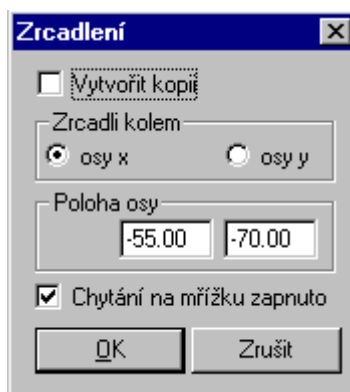 Zrcadlení
Vytvořit kopii
Zrcadli kolem
osy x osy y
Poloha osy
-55.00 -70.00
Chytání na mřížku zapnuto
OK Zrušit